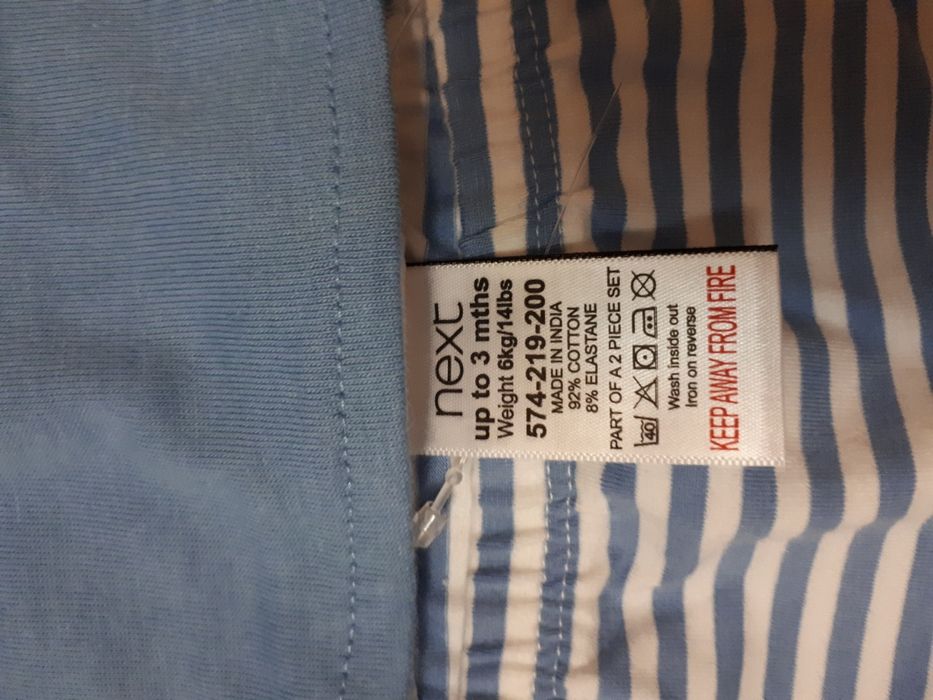 next
up to 3 mths
Weight 6kg/14lbs
574-219-200
MADE IN INDIA
92% COTTON
8% ELASTANE
PART OF A 2 PIECE SET
40
Wash inside out
Iron on reverse
KEEP AWAY FROM FIRE